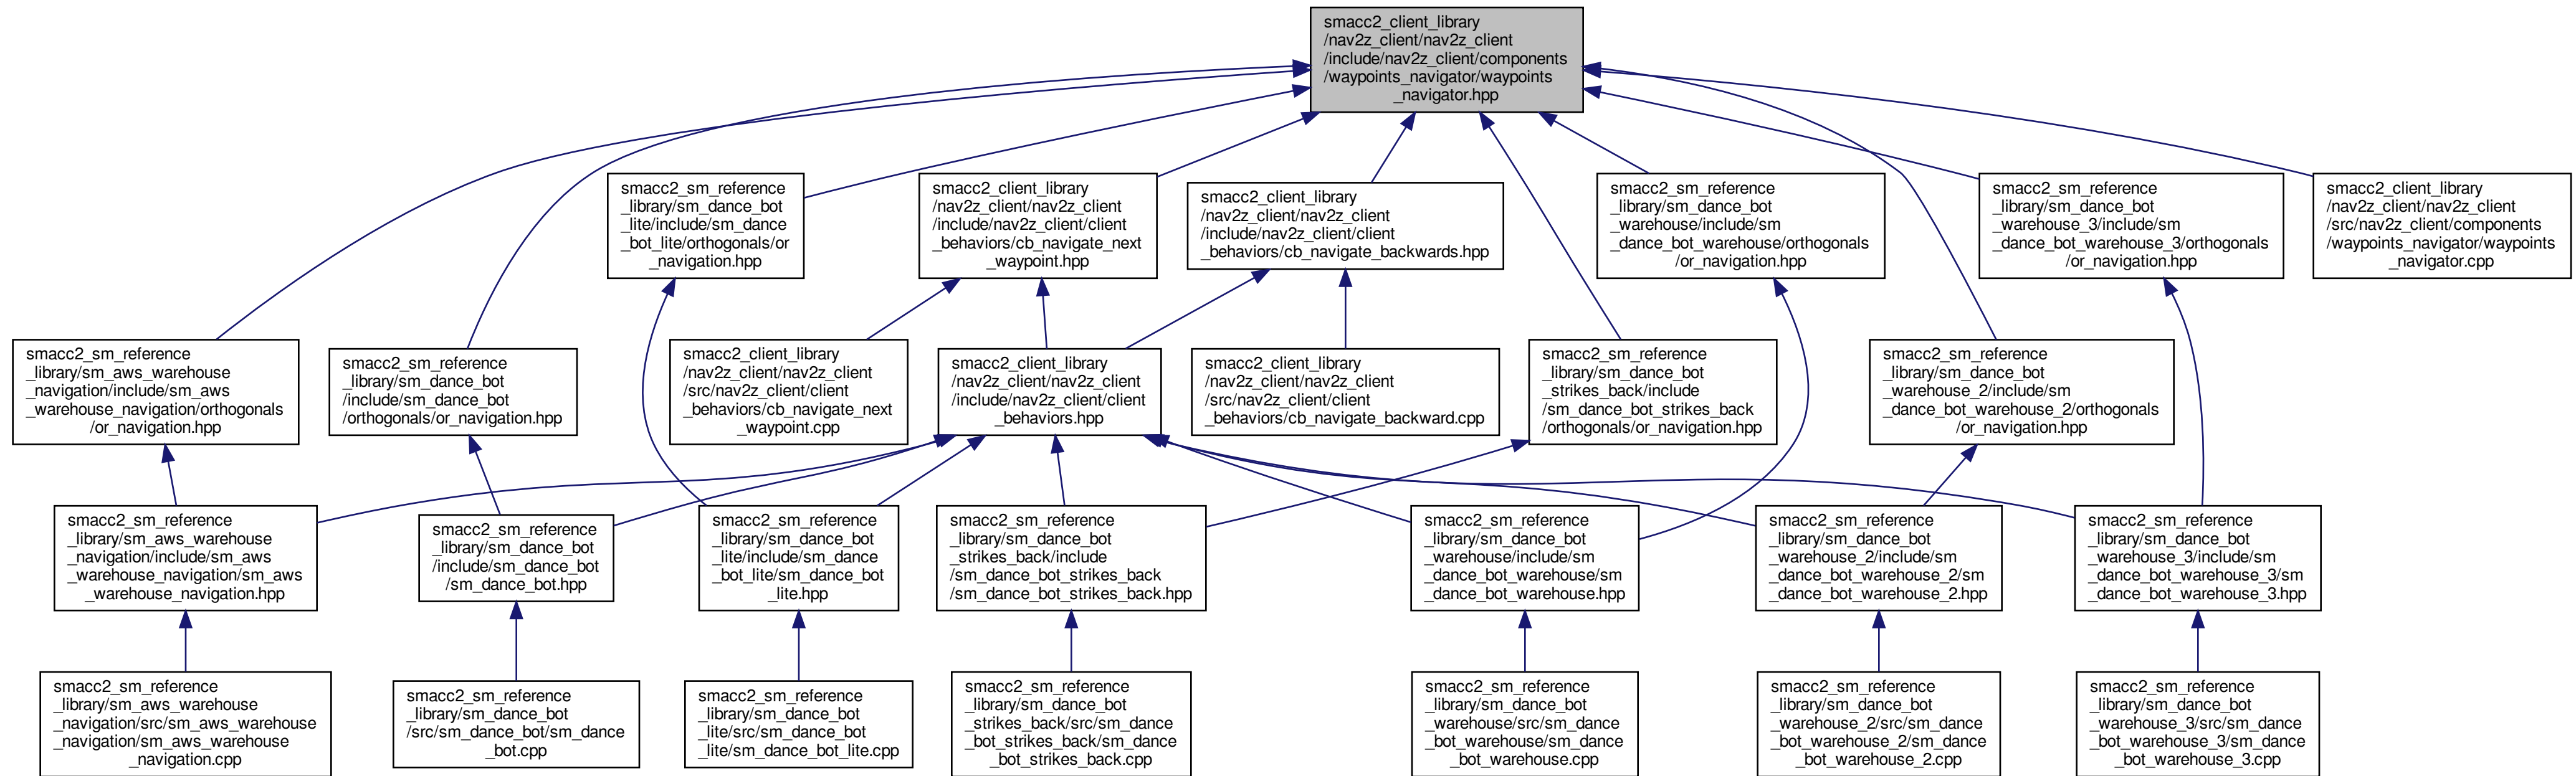 smacc2_client_library
/nav2z_client/nav2z_client
/include/nav2z_client/components
/waypoints_navigator/waypoints
_navigator.hpp
smacc2_sm_reference
_library/sm_dance_bot
_lite/include/sm_dance
_bot_lite/orthogonals/or
_navigation.hpp
smacc2_client_library
/nav2z_client/nav2z_client
/include/nav2z_client/client
_behaviors/cb_navigate_next
_waypoint.hpp
smacc2_client_library
/nav2z_client/nav2z_client
/include/nav2z_client/client
_behaviors/cb_navigate_backwards.hpp
smacc2_sm_reference
_library/sm_dance_bot
_warehouse/include/sm
_dance_bot_warehouse/orthogonals
/or_navigation.hpp
smacc2_sm_reference
_library/sm_dance_bot
_warehouse_3/include/sm
_dance_bot_warehouse_3/orthogonals
/or_navigation.hpp
smacc2_client_library
/nav2z_client/nav2z_client
/src/nav2z_client/components
/waypoints_navigator/waypoints
_navigator.cpp
smacc2_sm_reference
_library/sm_aws_warehouse
_navigation/include/sm_aws
_warehouse_navigation/orthogonals
/or_navigation.hpp
smacc2_sm_reference
_library/sm_dance_bot
/include/sm_dance_bot
/orthogonals/or_navigation.hpp
smacc2_client_library
/nav2z_client/nav2z_client
/src/nav2z_client/client
_behaviors/cb_navigate_next
_waypoint.cpp
smacc2_client_library
/nav2z_client/nav2z_client
/include/nav2z_client/client
_behaviors.hpp
smacc2_client_library
/nav2z_client/nav2z_client
/src/nav2z_client/client
_behaviors/cb_navigate_backward.cpp
smacc2_sm_reference
_library/sm_dance_bot
_strikes_back/include
/sm_dance_bot_strikes_back
/orthogonals/or_navigation.hpp
smacc2_sm_reference
_library/sm_dance_bot
_warehouse_2/include/sm
_dance_bot_warehouse_2/orthogonals
/or_navigation.hpp
smacc2_sm_reference
_library/sm_aws_warehouse
_navigation/include/sm_aws
_warehouse_navigation/sm_aws
_warehouse_navigation.hpp
smacc2_sm_reference
_library/sm_dance_bot
/include/sm_dance_bot
/sm_dance_bot.hpp
smacc2_sm_reference
_library/sm_dance_bot
_lite/include/sm_dance
_bot_lite/sm_dance_bot
_lite.hpp
smacc2_sm_reference
_library/sm_dance_bot
_strikes_back/include
/sm_dance_bot_strikes_back
/sm_dance_bot_strikes_back.hpp
smacc2_sm_reference
_library/sm_dance_bot
_warehouse/include/sm
_dance_bot_warehouse/sm
_dance_bot_warehouse.hpp
smacc2_sm_reference
_library/sm_dance_bot
_warehouse_2/include/sm
_dance_bot_warehouse_2/sm
_dance_bot_warehouse_2.hpp
smacc2_sm_reference
_library/sm_dance_bot
_warehouse_3/include/sm
_dance_bot_warehouse_3/sm
_dance_bot_warehouse_3.hpp
smacc2_sm_reference
_library/sm_aws_warehouse
_navigation/src/sm_aws_warehouse
_navigation/sm_aws_warehouse
_navigation.cpp
smacc2_sm_reference
_library/sm_dance_bot
/src/sm_dance_bot/sm_dance
_bot.cpp
smacc2_sm_reference
_library/sm_dance_bot
_lite/src/sm_dance_bot
_lite/sm_dance_bot_lite.cpp
smacc2_sm_reference
_library/sm_dance_bot
_strikes_back/src/sm_dance
_bot_strikes_back/sm_dance
_bot_strikes_back.cpp
smacc2_sm_reference
_library/sm_dance_bot
_warehouse/src/sm_dance
_bot_warehouse/sm_dance
_bot_warehouse.cpp
smacc2_sm_reference
_library/sm_dance_bot
_warehouse_2/src/sm_dance
_bot_warehouse_2/sm_dance
_bot_warehouse_2.cpp
smacc2_sm_reference
_library/sm_dance_bot
_warehouse_3/src/sm_dance
_bot_warehouse_3/sm_dance
_bot_warehouse_3.cpp